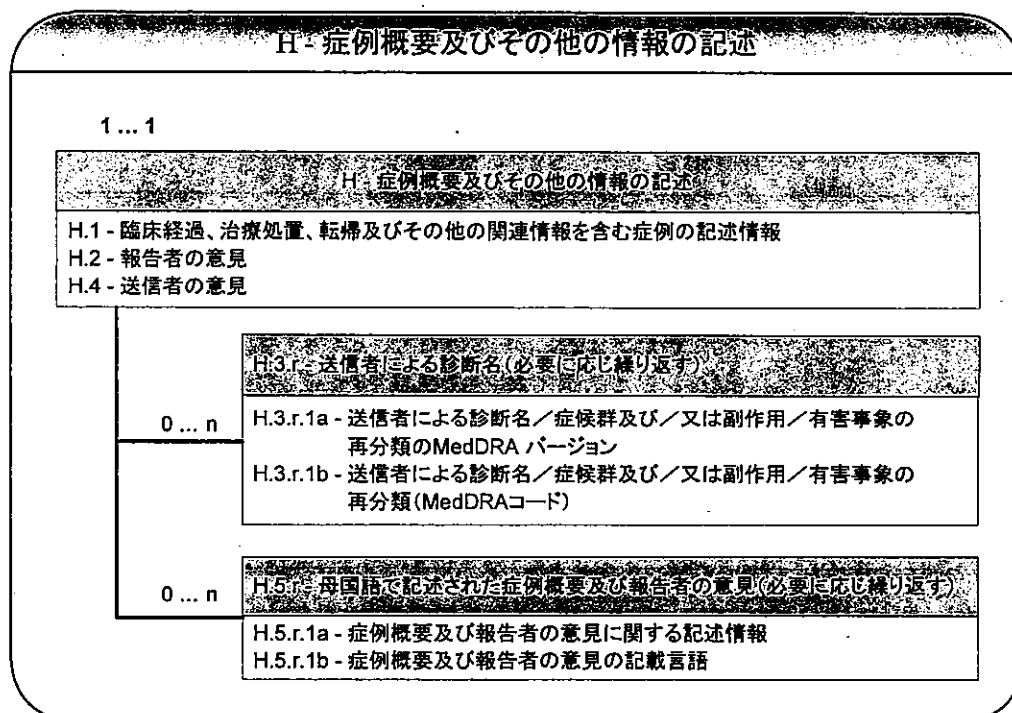 H - 症例概要及びその他の情報の記述
1 ... 1
H - 症例概要及びその他の情報の記述
H.1 - 臨床経過、治療処置、転帰及びその他の関連情報を含む症例の記述情報
H.2 - 報告者の意見
H.4 - 送信者の意見
H.3.r - 送信者による診断名(必要に応じ繰り返す)
0 ... n
H.3.r.1a - 送信者による診断名／症候群及び／又は副作用／有害事象の
再分類のMedDRA バージョン
H.3.r.1b - 送信者による診断名／症候群及び／又は副作用／有害事象の
再分類(MedDRAコード)
0 ... n
H.5.r - 母国語で記述された症例概要及び報告者の意見(必要に応じ繰り返す)
H.5.r.1a - 症例概要及び報告者の意見に関する記述情報
H.5.r.1b - 症例概要及び報告者の意見の記載言語